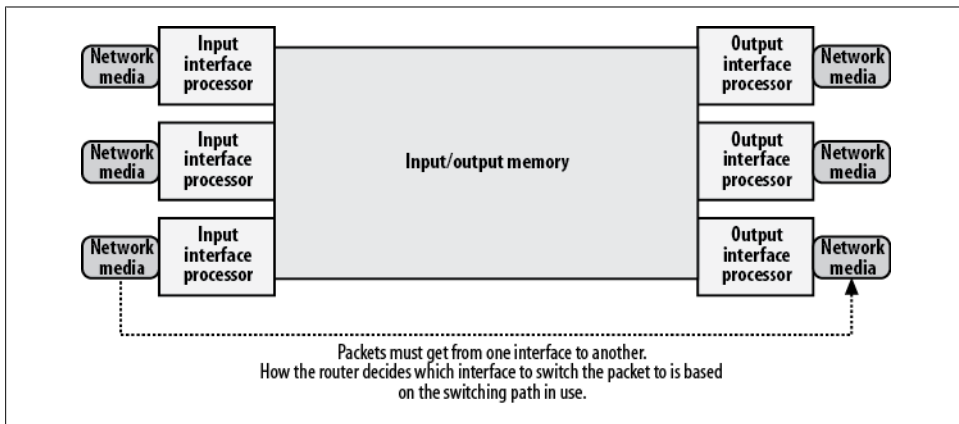 Network
media
Input
interface
processor
Output
interface
processor
Network
media
Network
media
Input
interface
processor
Input/output memory
Output
interface
processor
Network
media
Network
media
Input
interface
processor
Output
interface
processor
Network
media
Packets must get from one interface to another.
How the router decides which interface to switch the packet to is based
on the switching path in use.